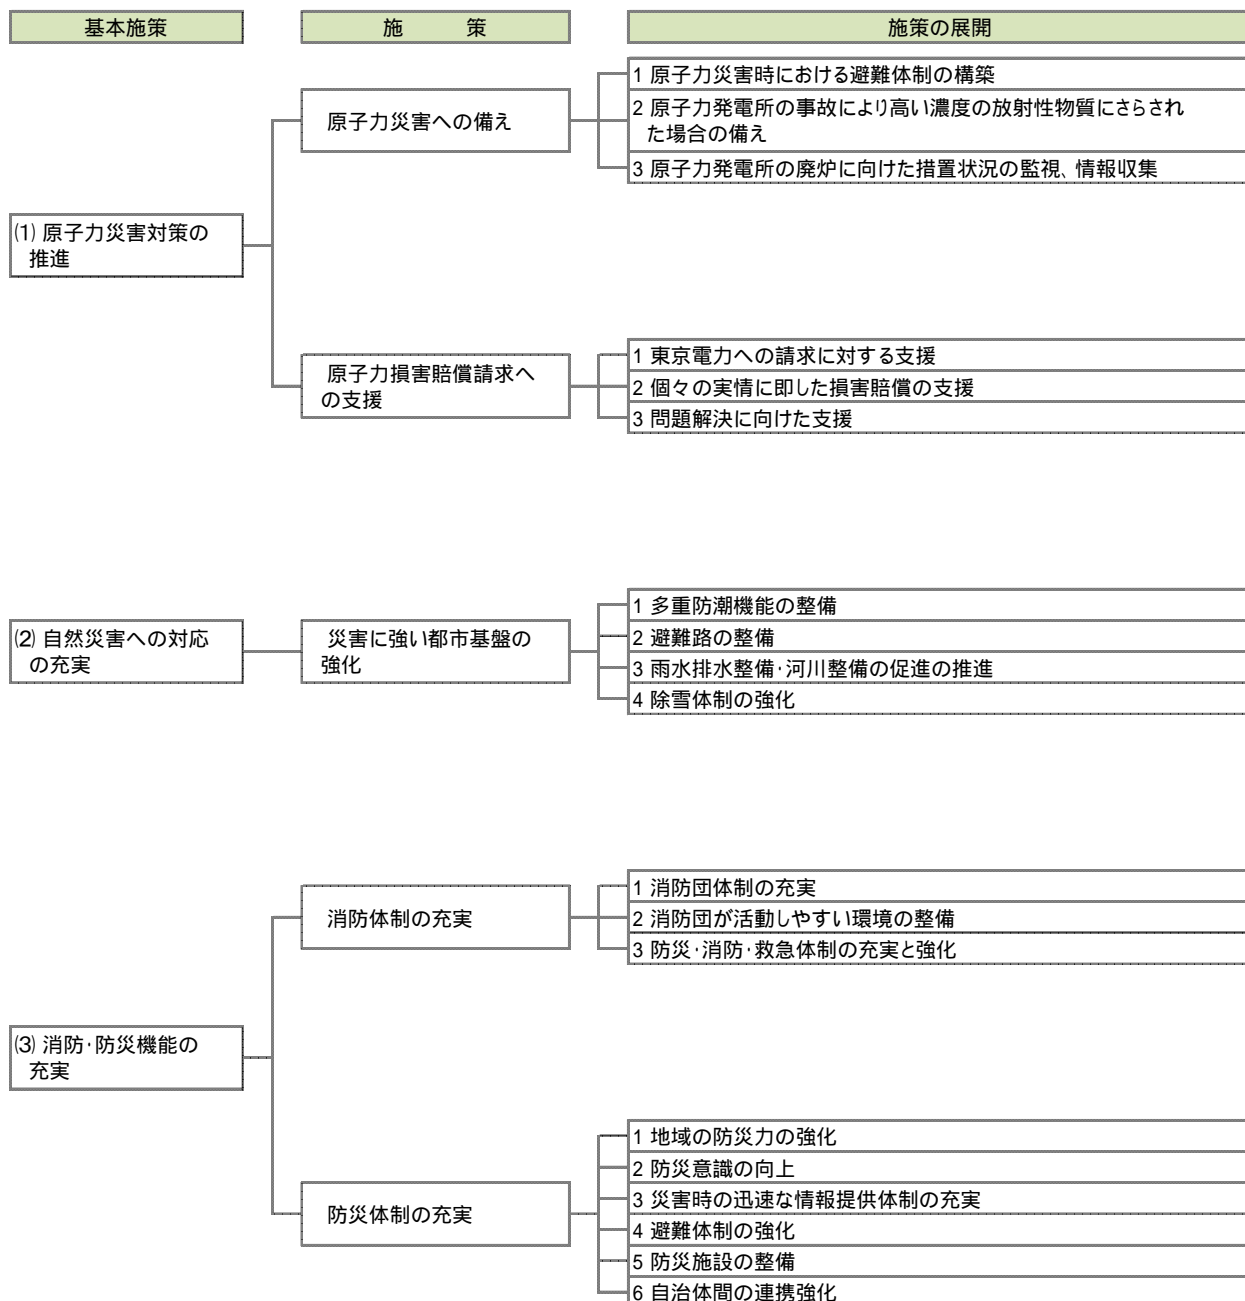 基本施策
施 策
施策の展開
(1) 原子力災害対策の
推進
原子力災害への備え
1 原子力災害時における避難体制の構築
2 原子力発電所の事故により高い濃度の放射性物質にさらされ
た場合の備え
3 原子力発電所の廃炉に向けた措置状況の監視、情報収集
原子力損害賠償請求へ
の支援
1 東京電力への請求に対する支援
2 個々の実情に即した損害賠償の支援
3 問題解決に向けた支援
(2) 自然災害への対応
の充実
災害に強い都市基盤の
強化
1 多重防潮機能の整備
2 避難路の整備
3 雨水排水整備・河川整備の促進の推進
4 除雪体制の強化
(3) 消防・防災機能の
充実
消防体制の充実
1 消防団体制の充実
2 消防団が活動しやすい環境の整備
3 防災・消防・救急体制の充実と強化
防災体制の充実
1 地域の防災力の強化
2 防災意識の向上
3 災害時の迅速な情報提供体制の充実
4 避難体制の強化
5 防災施設の整備
6 自治体間の連携強化